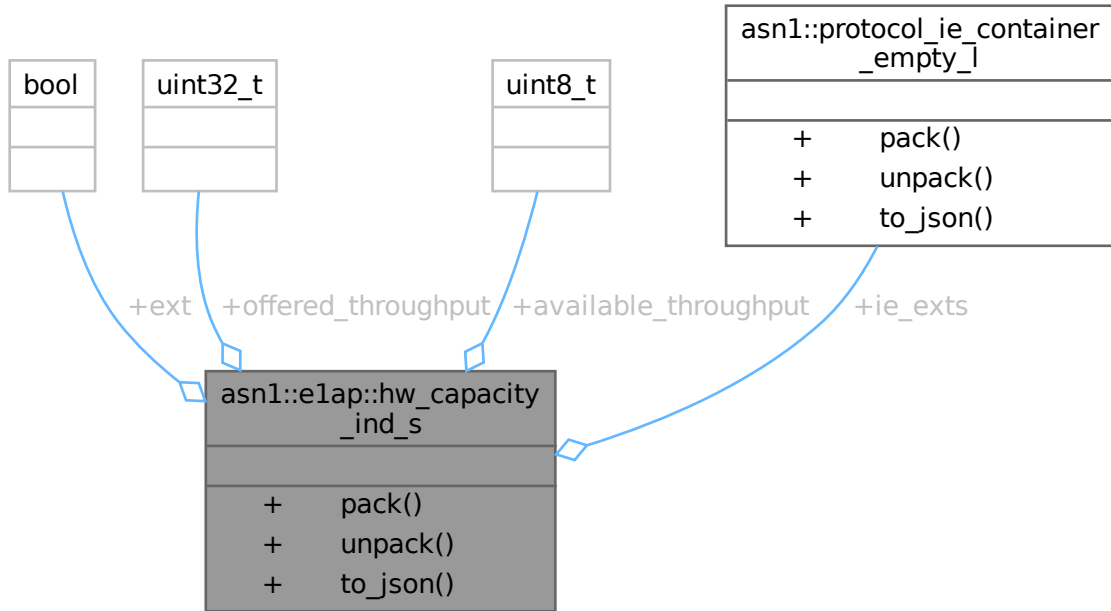 asn1::protocol_ie_container
_empty_l
+ pack()
+ unpack()
+ to_json()
bool
uint32_t
uint8_t
+ext
+offered_throughput
+available_throughput
+ie_exts
asn1::e1ap::hw_capacity
_ind_s
+ pack()
+ unpack()
+ to_json()